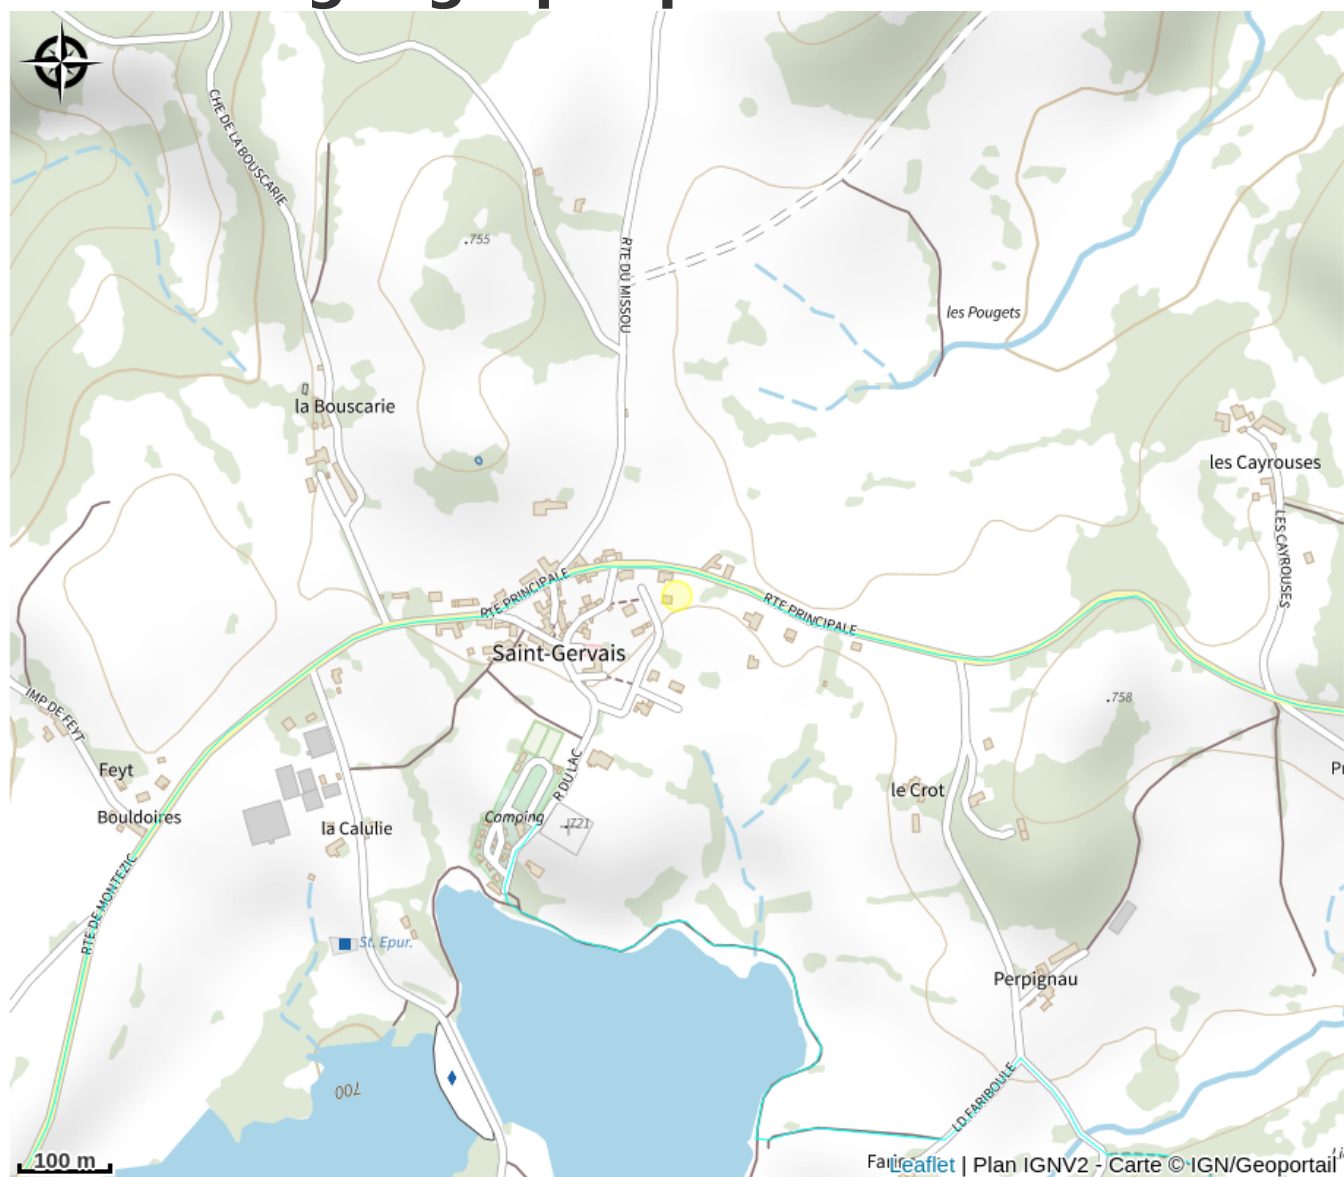 CHE DE LA BOUSCARIE
755
RTE DU MISSOU
les Pougets
la Bouscarie
les Cayrouses
LES CAYROUSES
RTE PRINCIPALE
RTE PRINCIPALE
Saint-Gervais
IMP DE FEYT
758
Feyt
R DU LAC
le Crot
Bouldoires
Camping
721
la Calulie
RTE DE MONTEZIC
St. Epur.
Perpignau
700
LD FARIBOULE
100 m
Leaflet | Plan IGNV2 - Carte © IGN/Geoportail